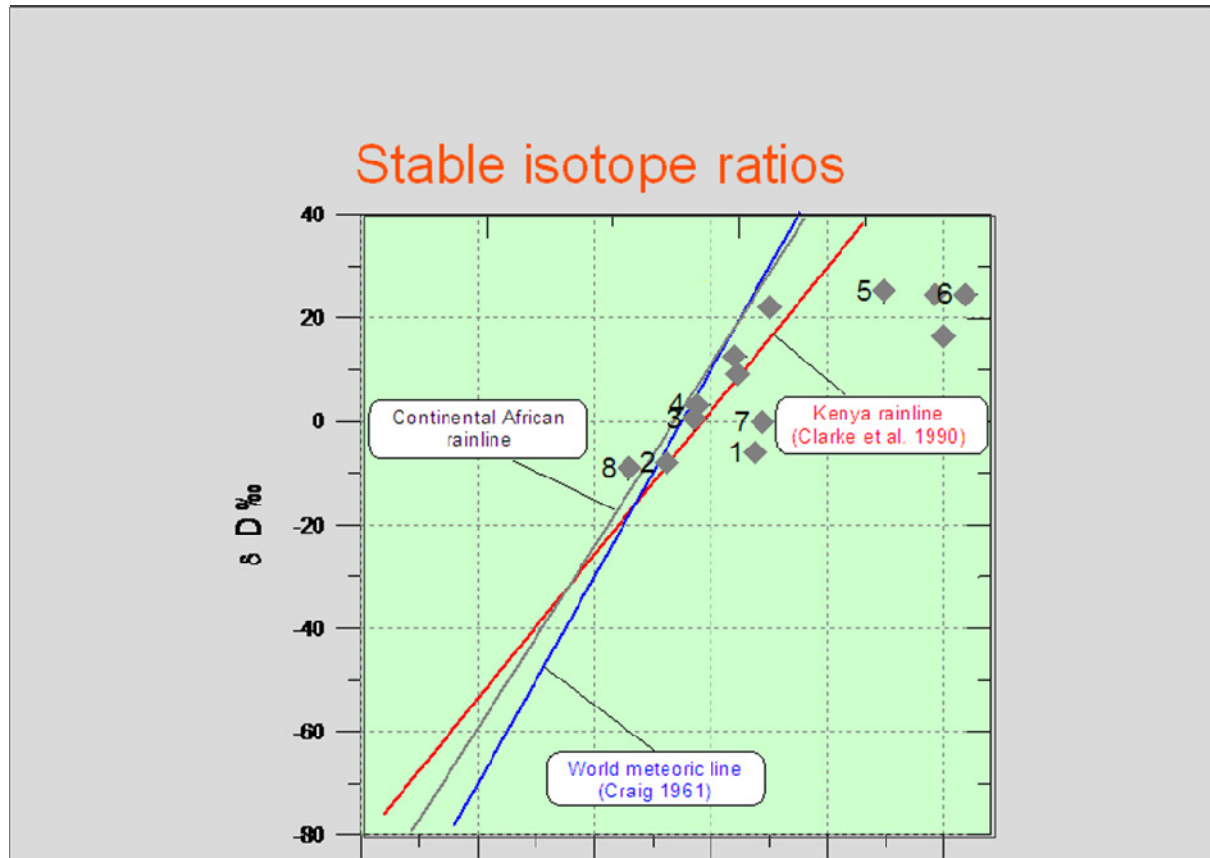 Stable isotope ratios
40
20
0
-20
-40
-60
-80
δ D‰
5
6
4
3
7
1
2
8
Continental African
rainline
Kenya rainline
(Clarke et al. 1990)
World meteoric line
(Craig 1961)